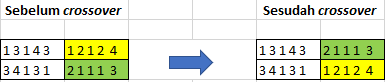 Sebelum crossover Sesudah crossover
1 3 1 4 3 1 2 1 2 4 1 3 1 4 3 2 1 1 1 3
3 4 1 3 1 2 1 1 1 3 3 4 1 3 1 1 2 1 2 4